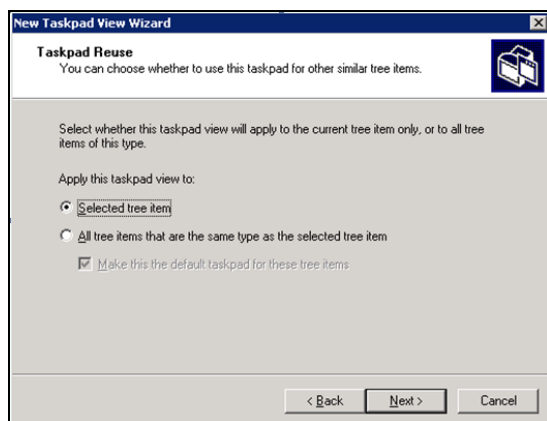 New Taskpad View Wizard
Taskpad Reuse
You can choose whether to use this taskpad for other similar tree items.
Select whether this taskpad view will apply to the current tree item only, or to all tree
items of this type.
Apply this taskpad view to:
Selected tree item
All tree items that are the same type as the selected tree item
Make this the default taskpad for these tree items
< Back
Next >
Cancel